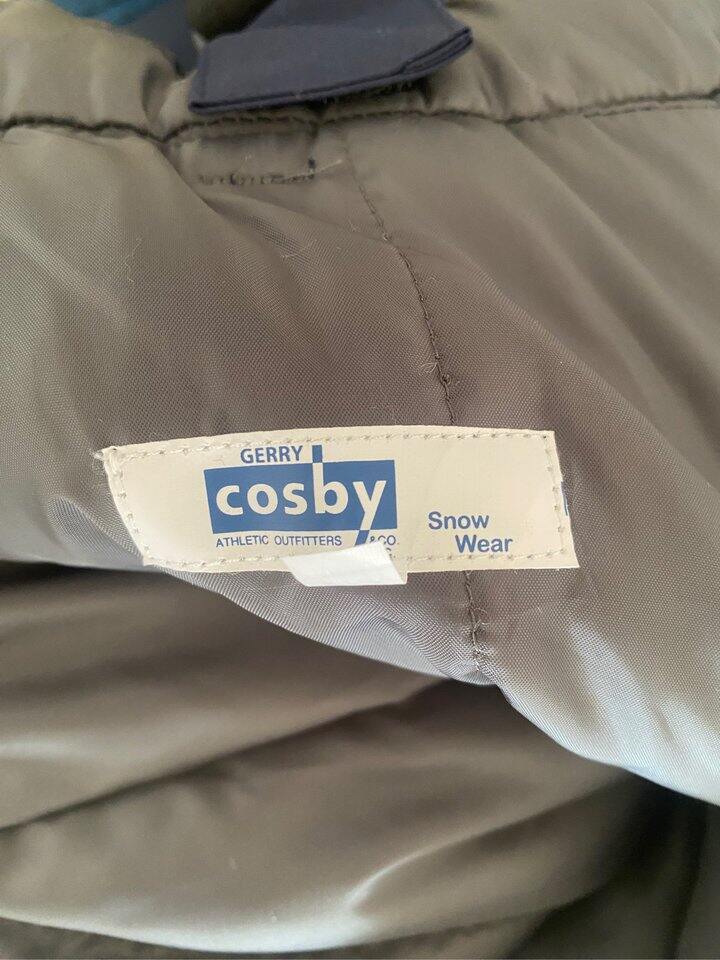 GERRY
cosby
ATHLETIC OUTFITTERS & CO.
Snow
Wear